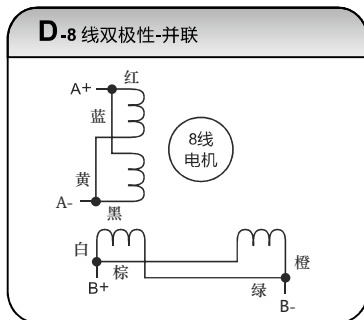 D-8 线双极性-并联
A+
红
蓝
8线
电机
黄
A-
黑
白
棕
橙
绿
B+
B-